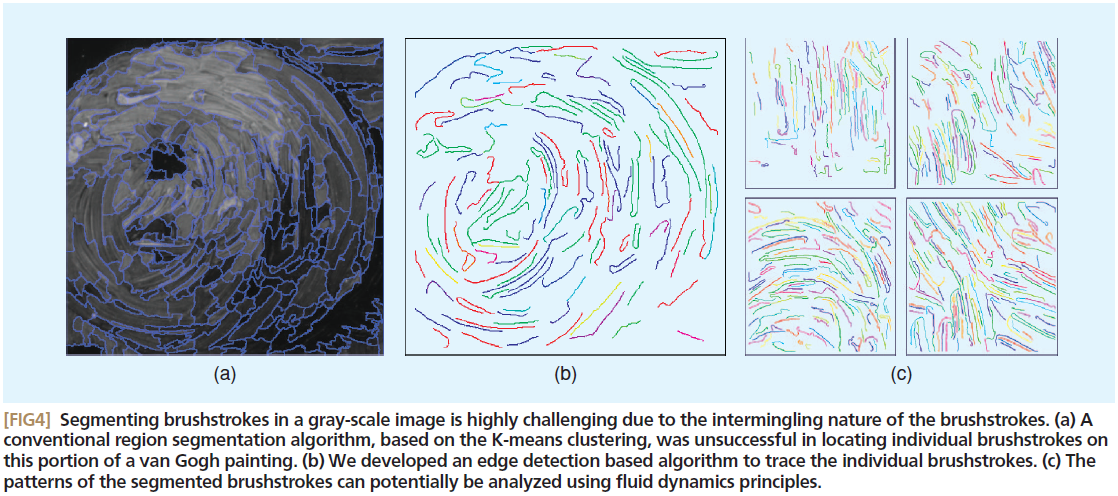 (a)
(b)
(c)
[FIG4] Segmenting brushstrokes in a gray-scale image is highly challenging due to the intermingling nature of the brushstrokes. (a) A
conventional region segmentation algorithm, based on the K-means clustering, was unsuccessful in locating individual brushstrokes on
this portion of a van Gogh painting. (b) We developed an edge detection based algorithm to trace the individual brushstrokes. (c) The
patterns of the segmented brushstrokes can potentially be analyzed using fluid dynamics principles.